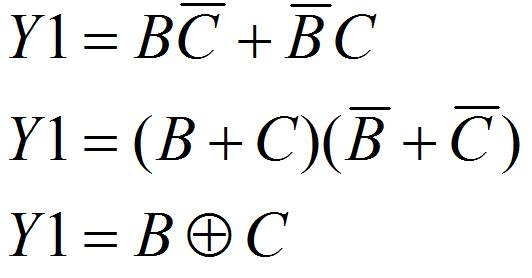 Y1 = BC̅ + B̅C
Y1 = (B + C)(B̅ + C̅)
Y1 = B ⊕ C